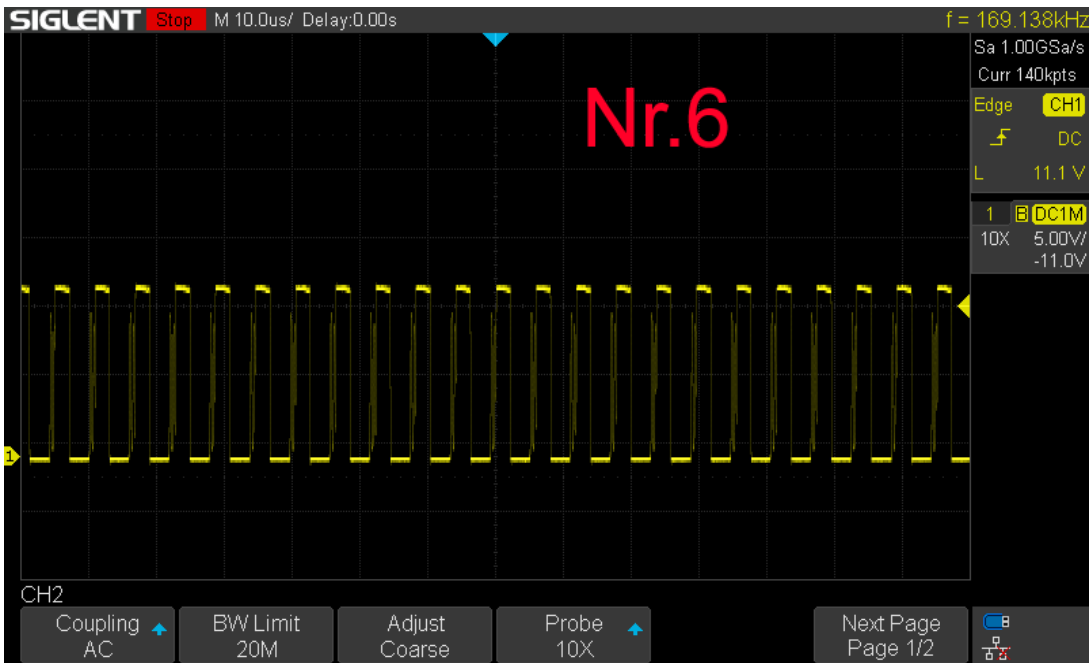 SIGLENT Stop M 10.0us/ Delay:0.00s f = 169.138kHz
Sa 1.00GSa/s
Curr 140kpts
Nr.6
Edge CH1
DC
L 11.1 V
1 B DC1M
10X 5.00V/
-11.0V
1
CH2
Coupling BW Limit Adjust Probe Next Page
AC 20M Coarse 10X Page 1/2
B